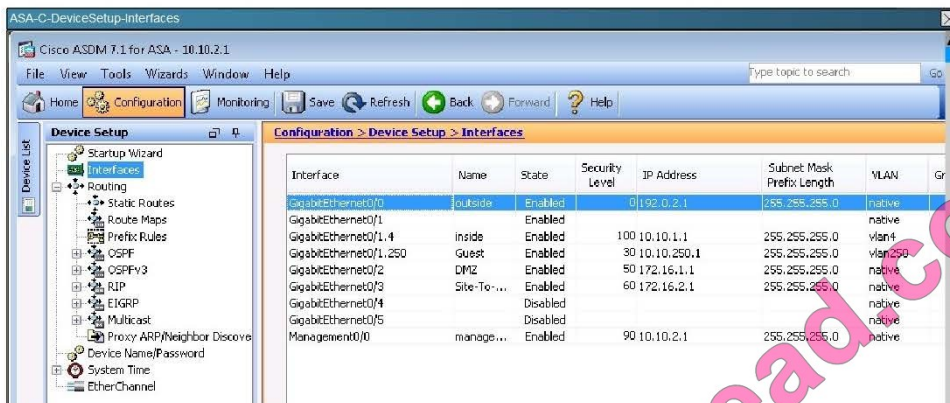 ASA-C-DeviceSetup-Interfaces
Cisco ASDM 7.1 for ASA - 10.10.2.1
File View Tools Wizards Window Help
Type topic to search
Go
Home Configuration Monitoring Save Refresh Back Forward Help
Device List
Device Setup
Startup Wizard
Interfaces
Routing
Static Routes
Route Maps
Prefix Rules
OSPF
OSPFv3
RIP
EIGRP
Multicast
Proxy ARP/Neighbor Discove
Device Name/Password
System Time
EtherChannel
Configuration > Device Setup > Interfaces
Interface Name State Security Level IP Address Subnet Mask Prefix Length VLAN Gr
GigabitEthernet0/0 outside Enabled 0 192.0.2.1 255.255.255.0 native
GigabitEthernet0/1 Enabled native
GigabitEthernet0/1.4 inside Enabled 100 10.10.1.1 255.255.255.0 vlan4
GigabitEthernet0/1.250 Guest Enabled 30 10.10.250.1 255.255.255.0 vlan250
GigabitEthernet0/2 DMZ Enabled 50 172.16.1.1 255.255.255.0 native
GigabitEthernet0/3 Site-To-... Enabled 60 172.16.2.1 255.255.255.0 native
GigabitEthernet0/4 Disabled native
GigabitEthernet0/5 Disabled native
Management0/0 manage... Enabled 90 10.10.2.1 255.255.255.0 native
ead.co